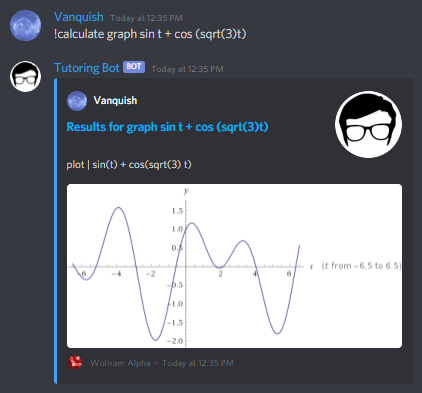 Vanquish Today at 12:35 PM
!calculate graph sin t + cos (sqrt(3)t)
Tutoring Bot BOT Today at 12:35 PM
Vanquish
Results for graph sin t + cos (sqrt(3)t)
plot | sin(t) + cos(sqrt(3) t)
y
1.5
1.0
0.5
-6 -4 -2 2 4 6 t (t from -6.5 to 6.5)
-0.5
-1.0
-1.5
-2.0
Wolfram Alpha • Today at 12:35 PM